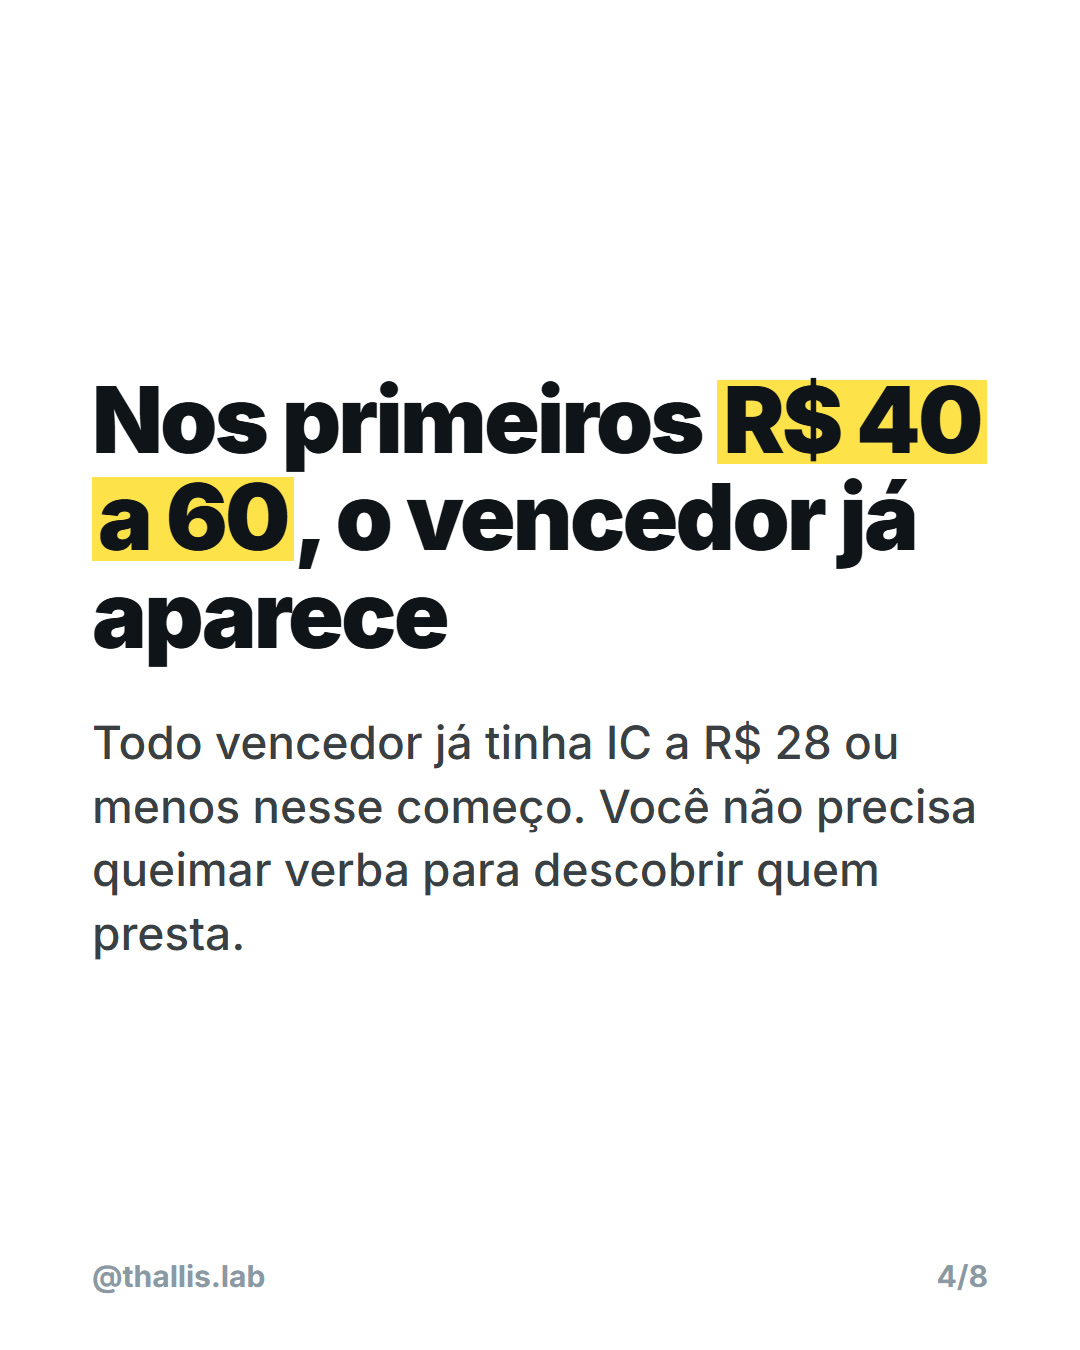 Nos primeiros R$ 40
a 60, o vencedor já
aparece
Todo vencedor já tinha IC a R$ 28 ou
menos nesse começo. Você não precisa
queimar verba para descobrir quem
presta.
@thallis.lab
4/8